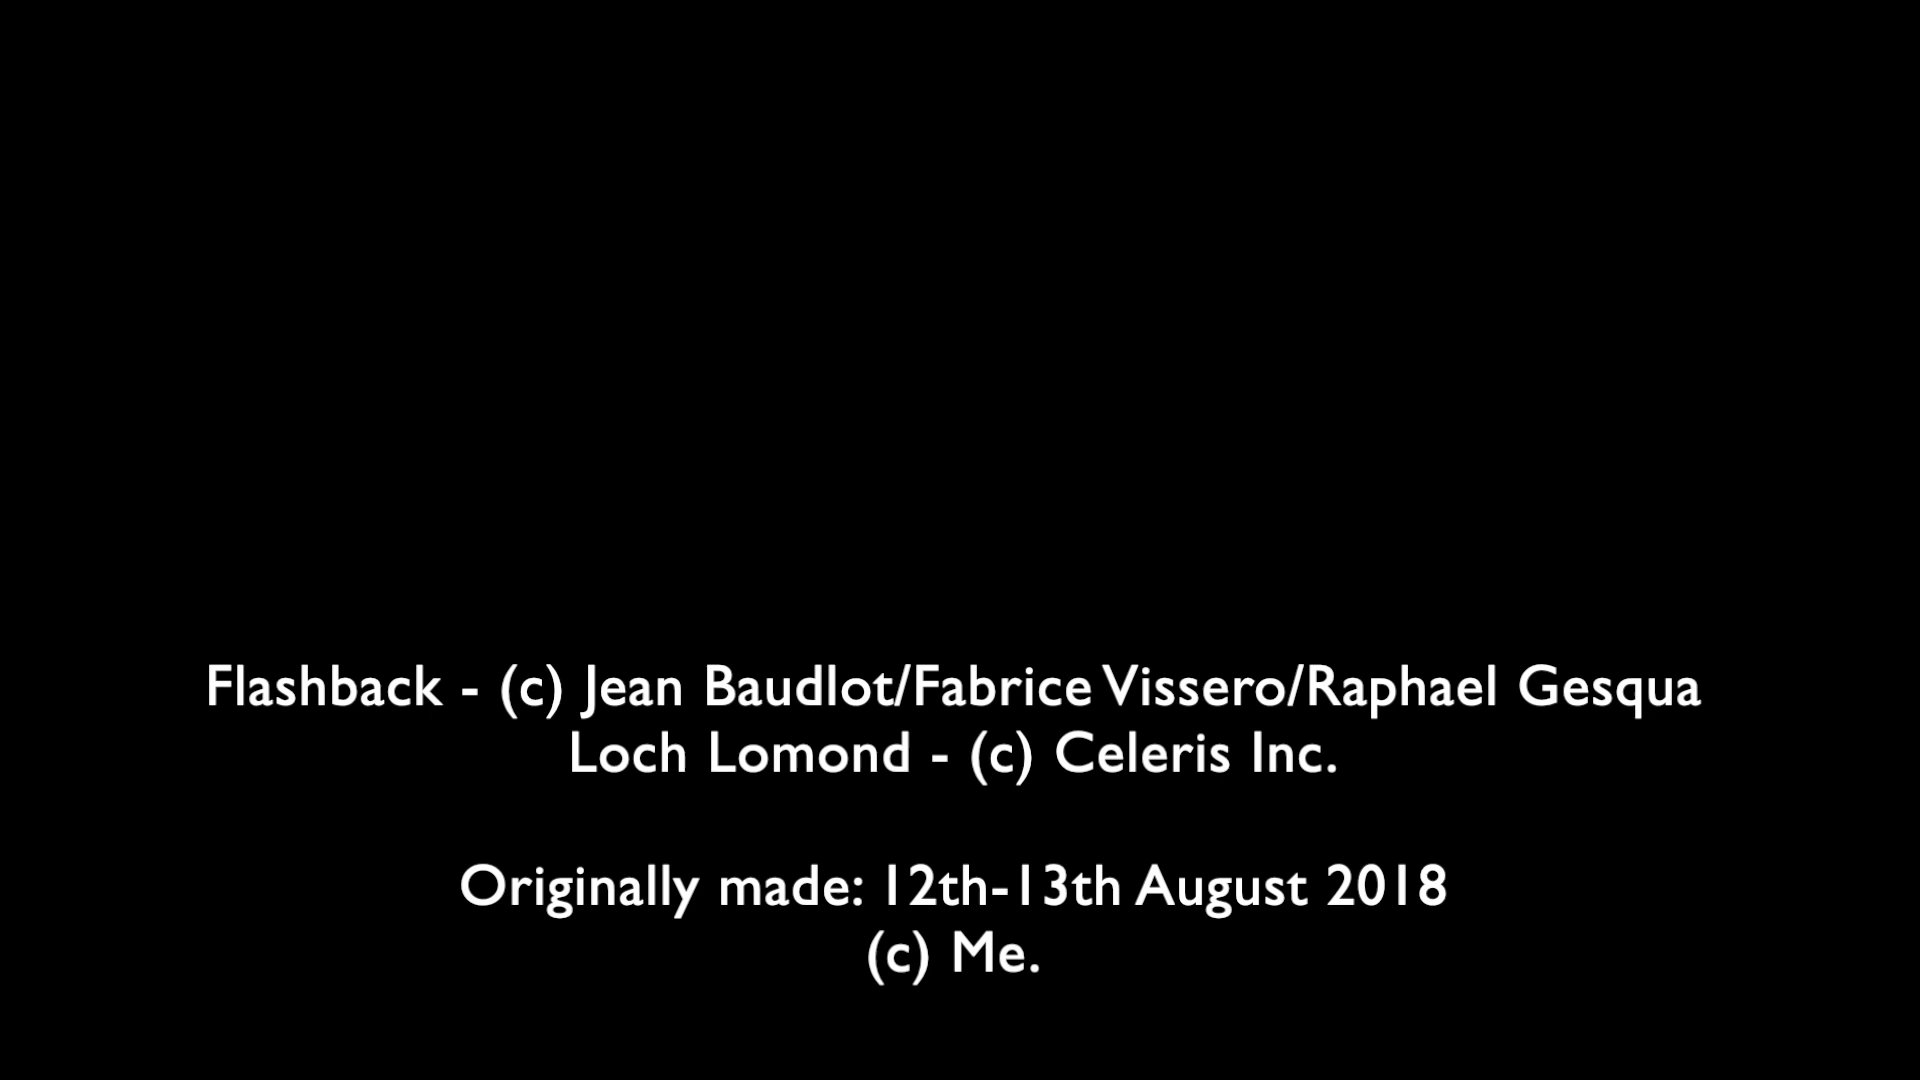 Flashback - (c) Jean Baudlot/Fabrice Vissero/Raphael Gesqua
Loch Lomond - (c) Celeris Inc.
Originally made: 12th-13th August 2018
(c) Me.